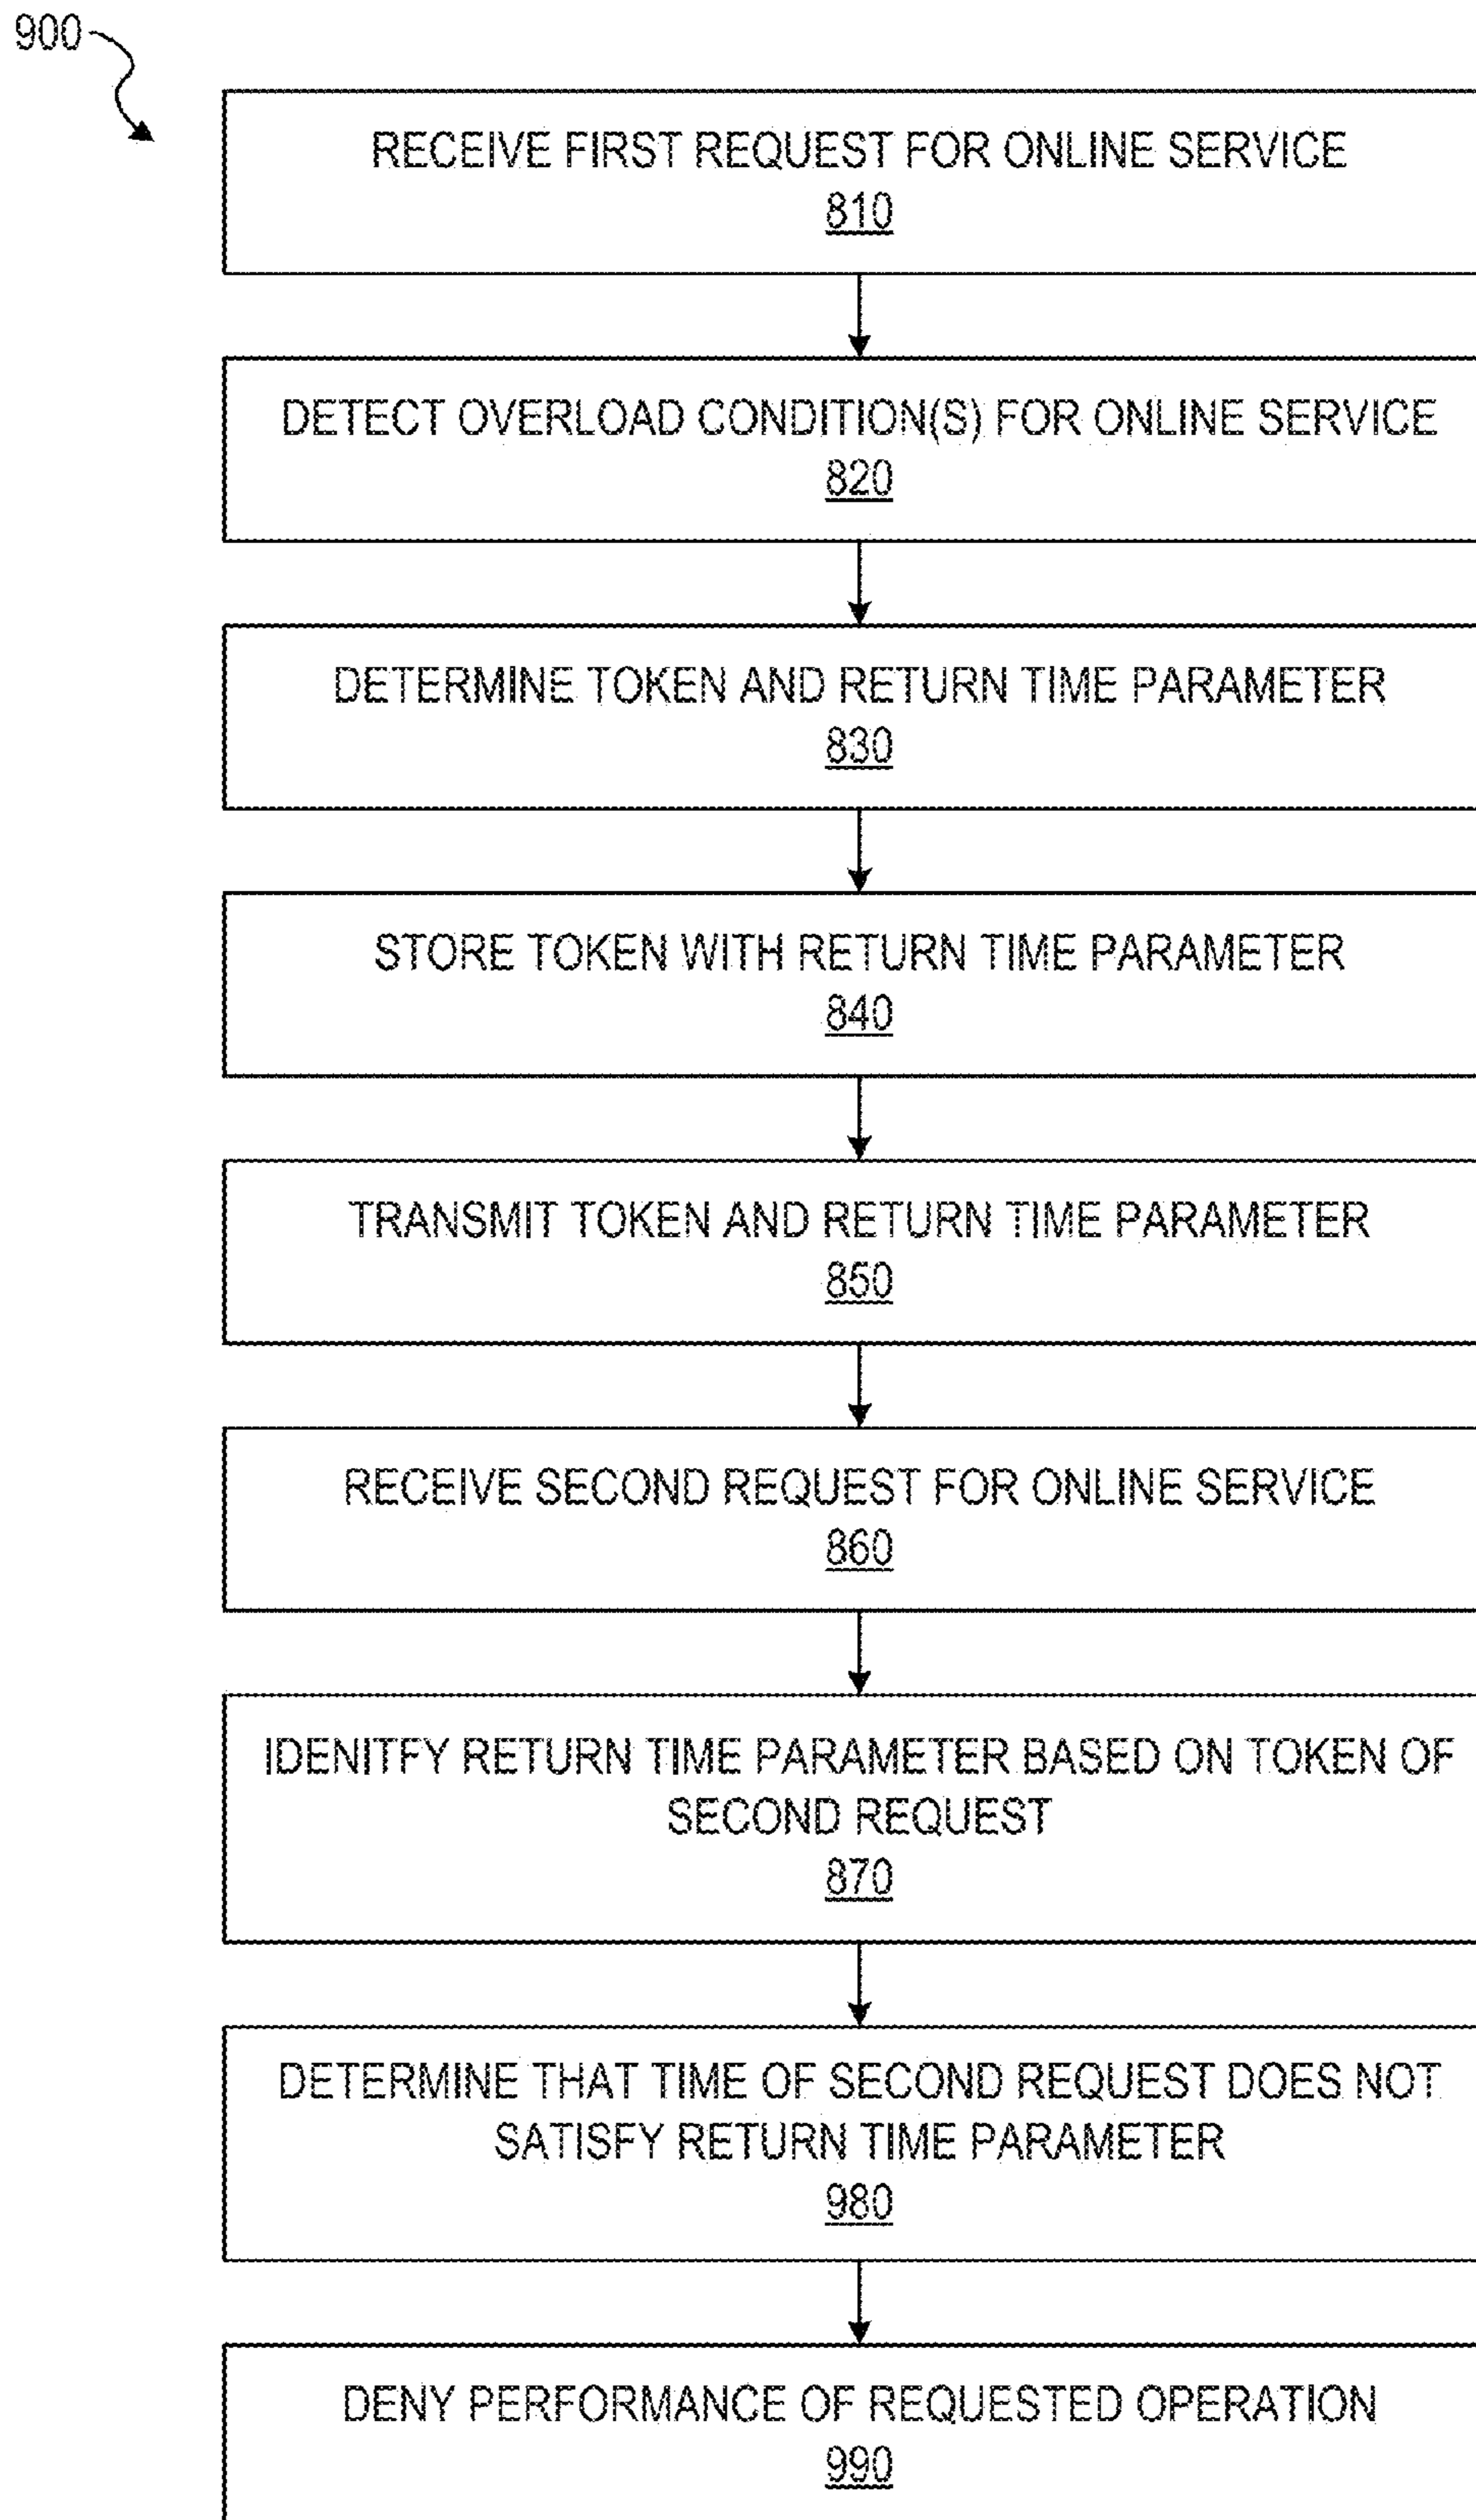 900
RECEIVE FIRST REQUEST FOR ONLINE SERVICE
810
DETECT OVERLOAD CONDITION(S) FOR ONLINE SERVICE
820
DETERMINE TOKEN AND RETURN TIME PARAMETER
830
STORE TOKEN WITH RETURN TIME PARAMETER
840
TRANSMIT TOKEN AND RETURN TIME PARAMETER
850
RECEIVE SECOND REQUEST FOR ONLINE SERVICE
860
IDENITFY RETURN TIME PARAMETER BASED ON TOKEN OF
SECOND REQUEST
870
DETERMINE THAT TIME OF SECOND REQUEST DOES NOT
SATISFY RETURN TIME PARAMETER
980
DENY PERFORMANCE OF REQUESTED OPERATION
990